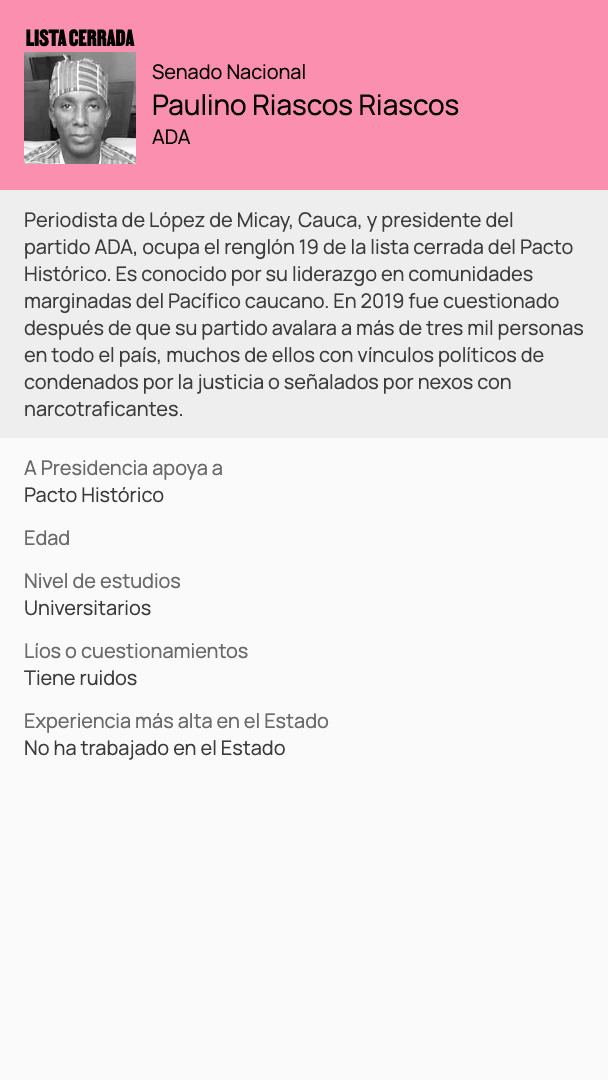 LISTA CERRADA
Senado Nacional
Paulino Riascos Riascos
ADA
Periodista de López de Micay, Cauca, y presidente del
partido ADA, ocupa el renglón 19 de la lista cerrada del Pacto
Histórico. Es conocido por su liderazgo en comunidades
marginadas del Pacífico caucano. En 2019 fue cuestionado
después de que su partido avalara a más de tres mil personas
en todo el país, muchos de ellos con vínculos políticos de
condenados por la justicia o señalados por nexos con
narcotraficantes.
A Presidencia apoya a
Pacto Histórico
Edad
Nivel de estudios
Universitarios
Líos o cuestionamientos
Tiene ruidos
Experiencia más alta en el Estado
No ha trabajado en el Estado